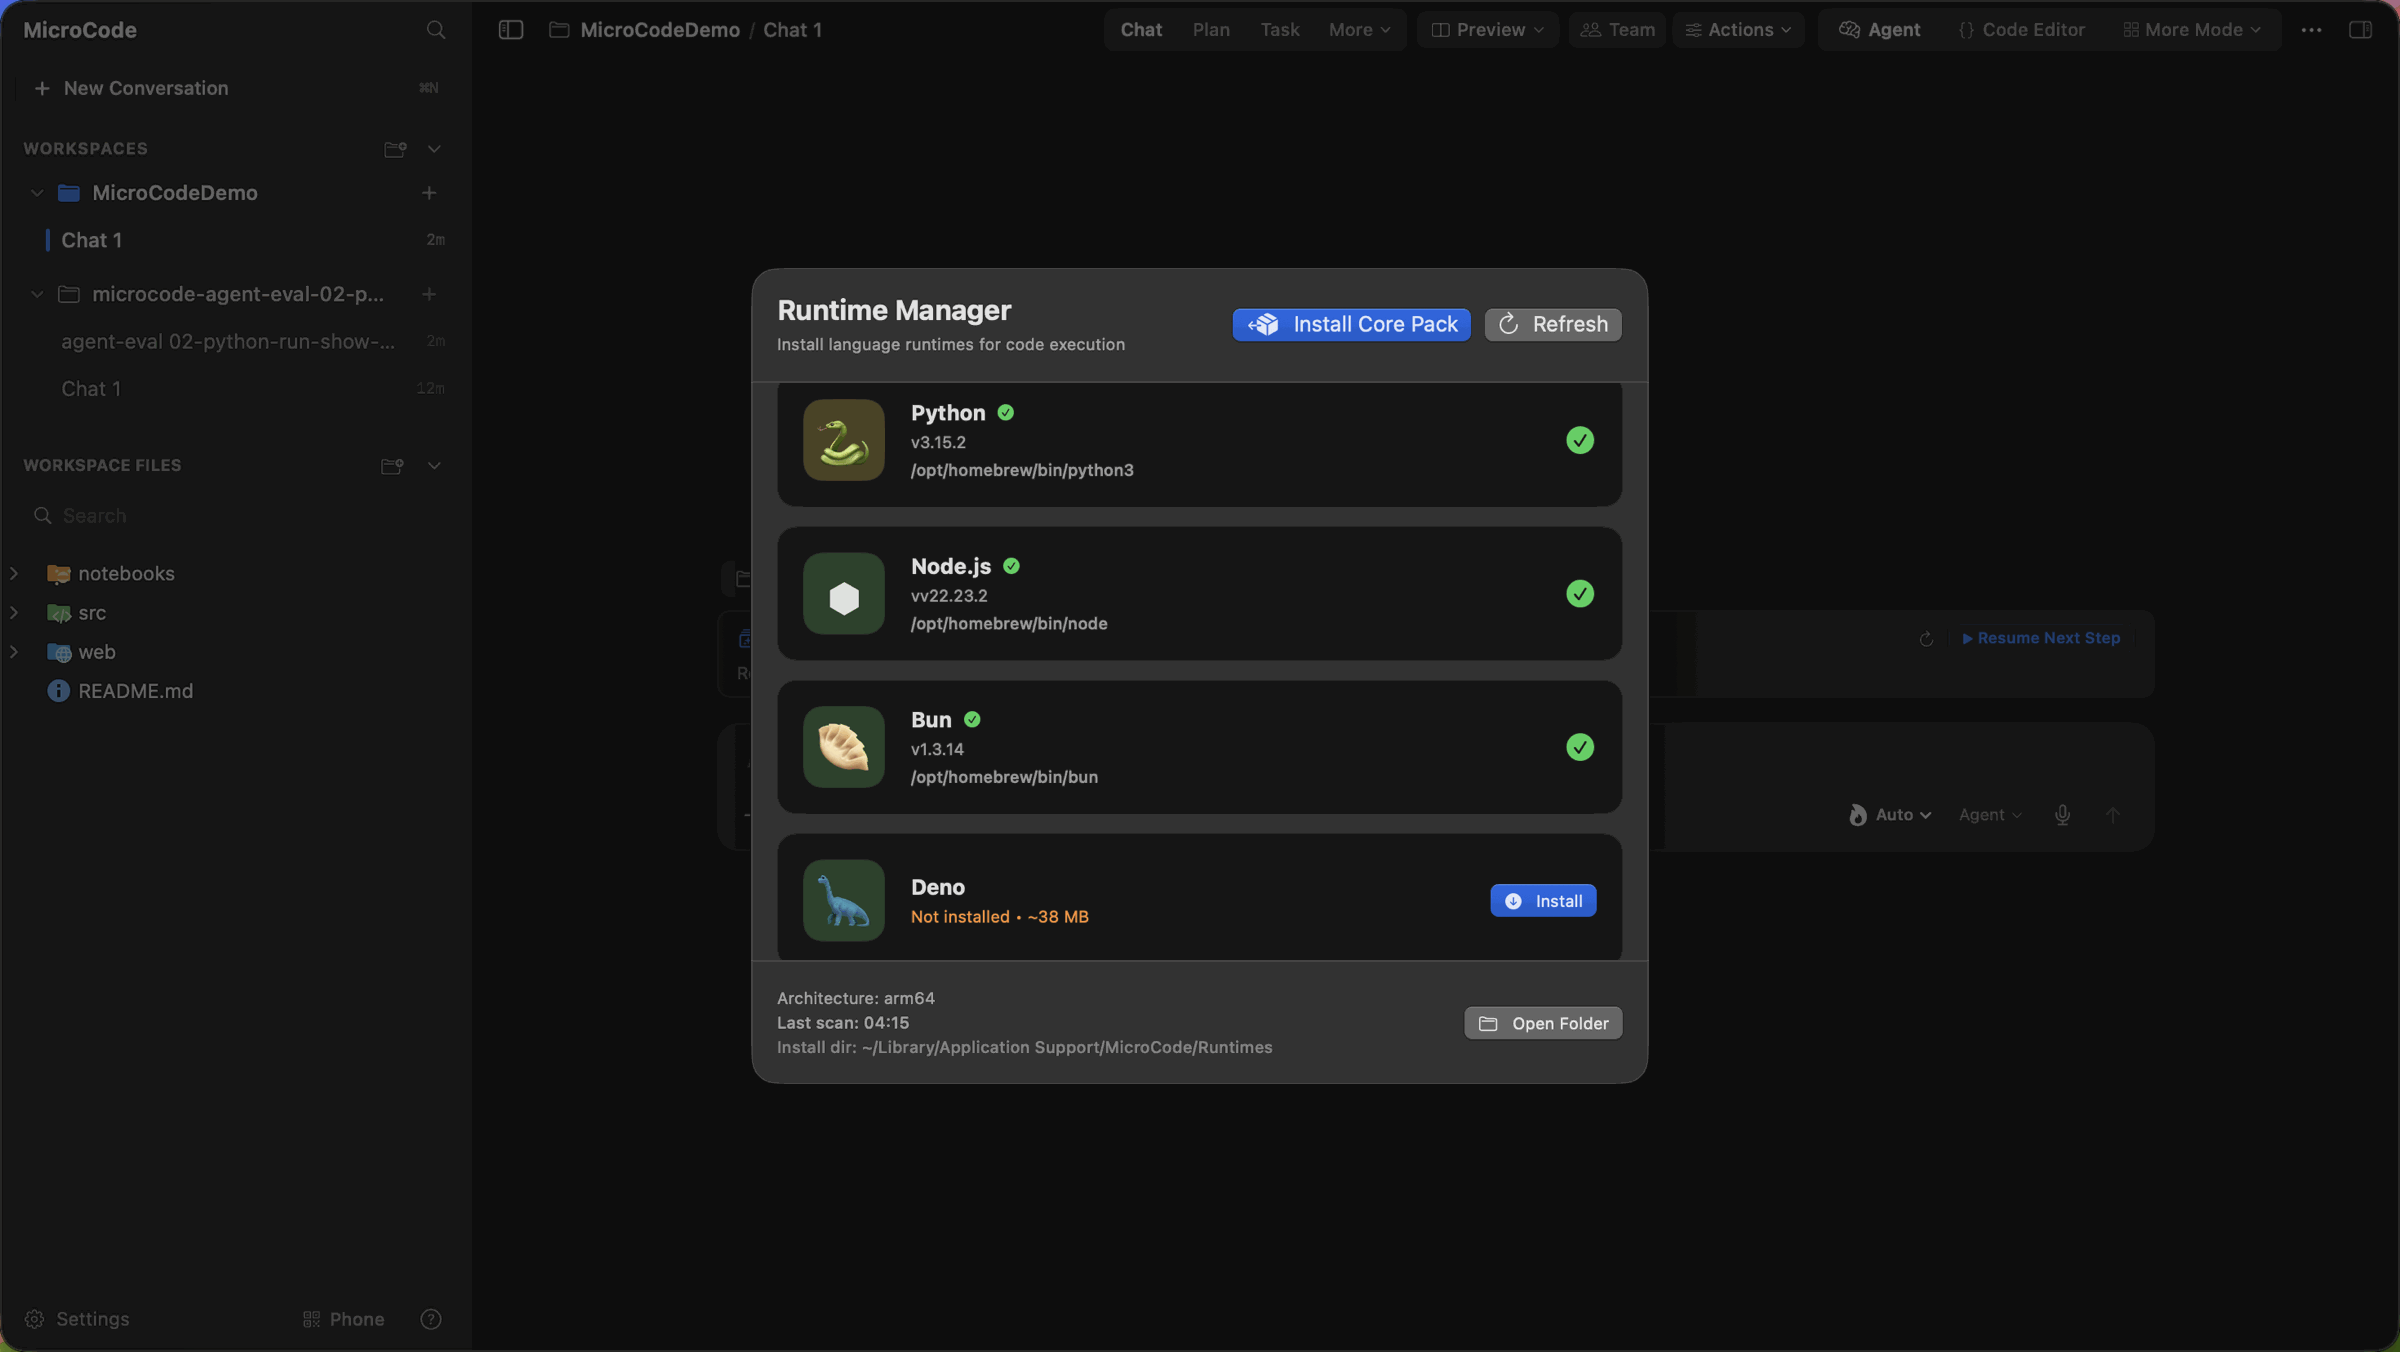 MicroCode
New Conversation ⌘N
WORKSPACES
MicroCodeDemo
Chat 1 2m
microcode-agent-eval-02-p...
agent-eval 02-python-run-show-... 2m
Chat 1 12m
WORKSPACE FILES
Search
notebooks
src
web
README.md
Settings Phone
MicroCodeDemo / Chat 1
Chat Plan Task More Preview Team Actions Agent Code Editor More Mode
Runtime Manager
Install language runtimes for code execution
Install Core Pack Refresh
Python
v3.15.2
/opt/homebrew/bin/python3
Node.js
vv22.23.2
/opt/homebrew/bin/node
Bun
v1.3.14
/opt/homebrew/bin/bun
Deno
Not installed • ~38 MB
Install
Architecture: arm64
Last scan: 04:15
Install dir: ~/Library/Application Support/MicroCode/Runtimes
Open Folder
Resume Next Step
Auto Agent